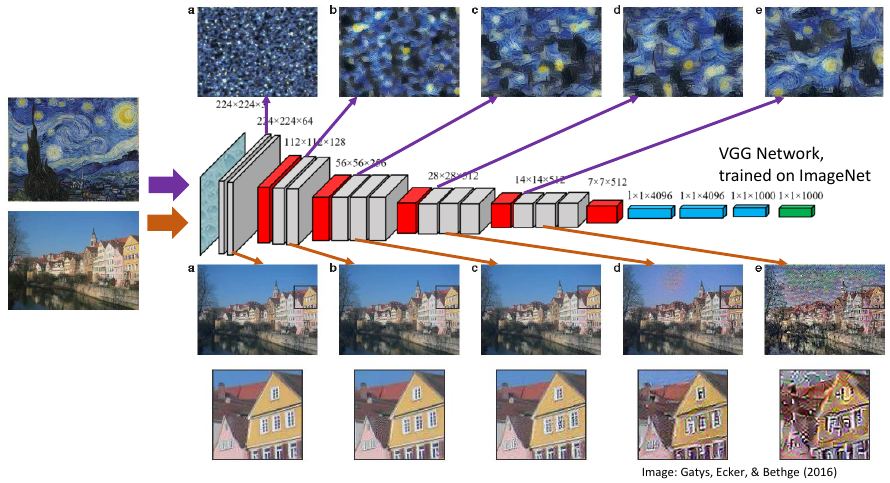 a b c d e
224×224×3
224×224×64
112×112×128
56×56×256
28×28×512
14×14×512
7×7×512
VGG Network,
trained on ImageNet
1×1×4096 1×1×4096 1×1×1000 1×1×1000
a b c d e
Image: Gatys, Ecker, & Bethge (2016)